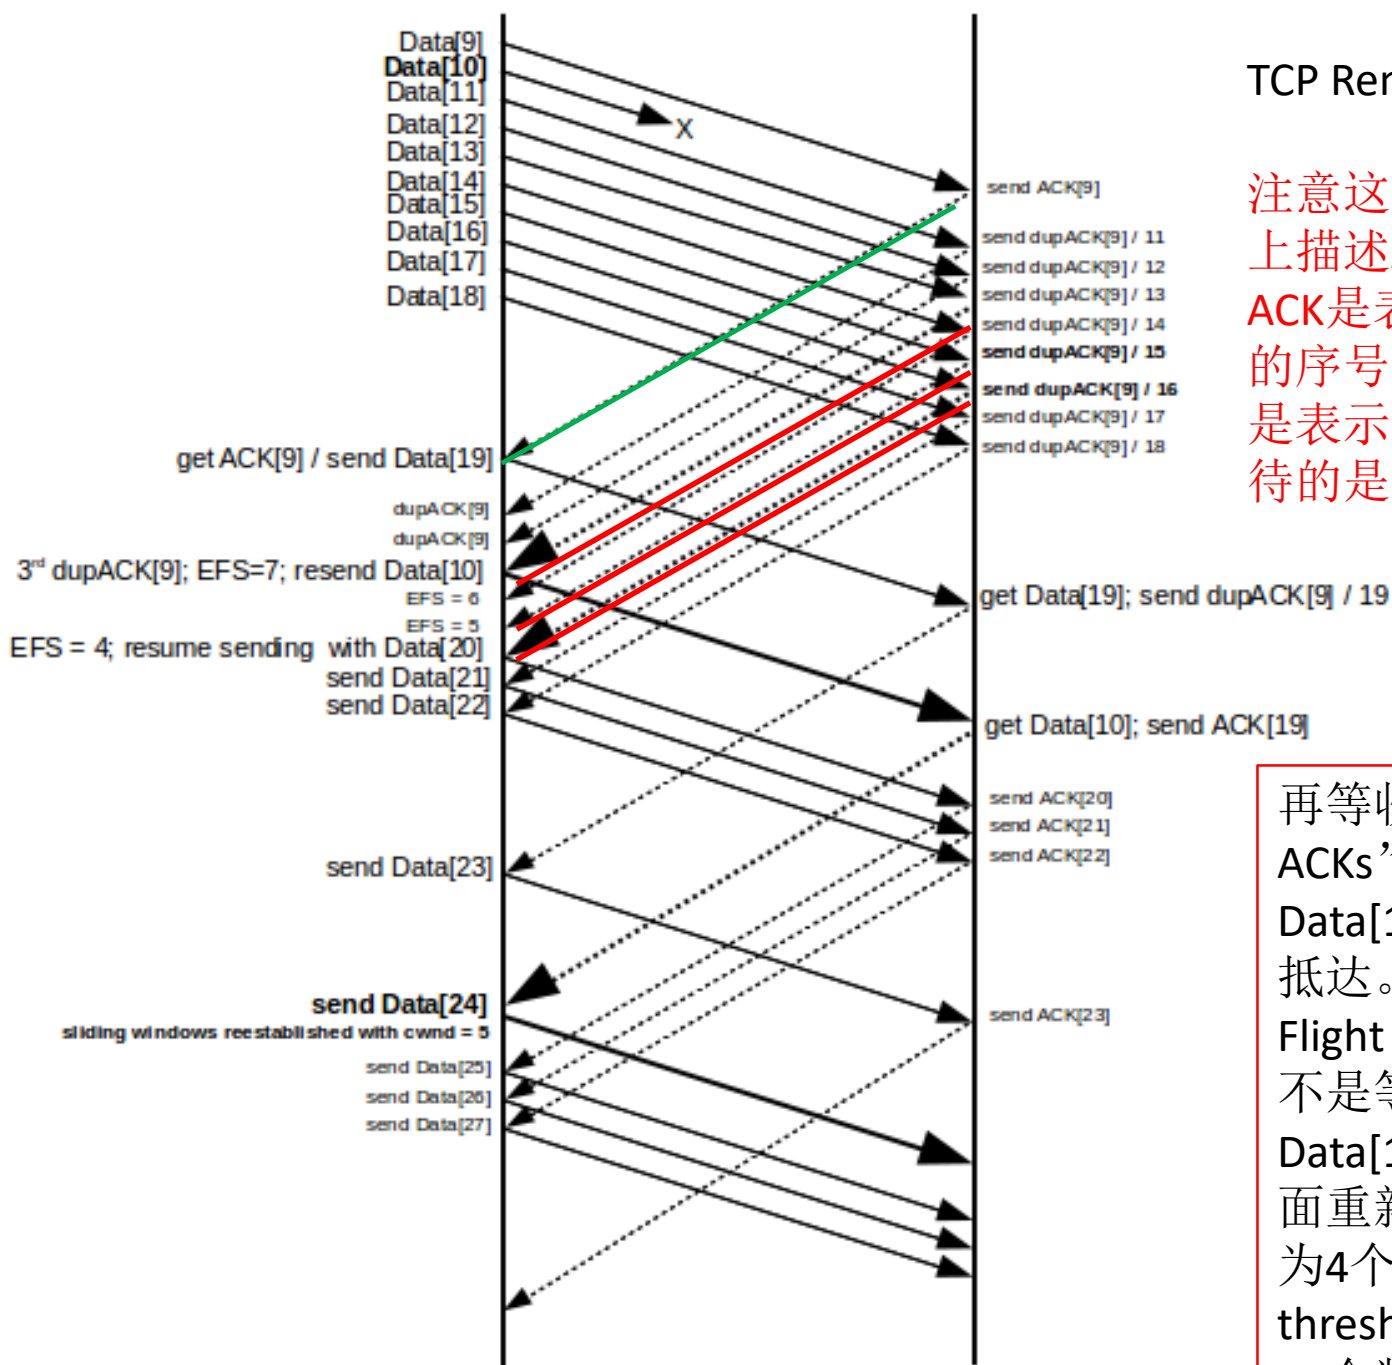 Data[9]
Data[10]
Data[11]
Data[12]
Data[13]
Data[14]
Data[15]
Data[16]
Data[17]
Data[18]
X
send ACK[9]
send dupACK[9] / 11
send dupACK[9] / 12
send dupACK[9] / 13
send dupACK[9] / 14
send dupACK[9] / 15
send dupACK[9] / 16
send dupACK[9] / 17
send dupACK[9] / 18
get ACK[9] / send Data[19]
dupACK[9]
dupACK[9]
3rd dupACK[9]; EFS=7; resend Data[10]
EFS = 6
EFS = 5
EFS = 4; resume sending with Data[20]
send Data[21]
send Data[22]
get Data[19]; send dupACK[9] / 19
get Data[10]; send ACK[19]
send ACK[20]
send ACK[21]
send ACK[22]
send Data[23]
send Data[24]
sliding windows reestablished with cwnd = 5
send ACK[23]
send Data[25]
send Data[26]
send Data[27]
TCP Ren
注意这
上描述
ACK是表
的序号
是表示
待的是
再等收
ACKs”
Data[1
抵达。
Flight
不是等
Data[1
面重新
为4个
thresh